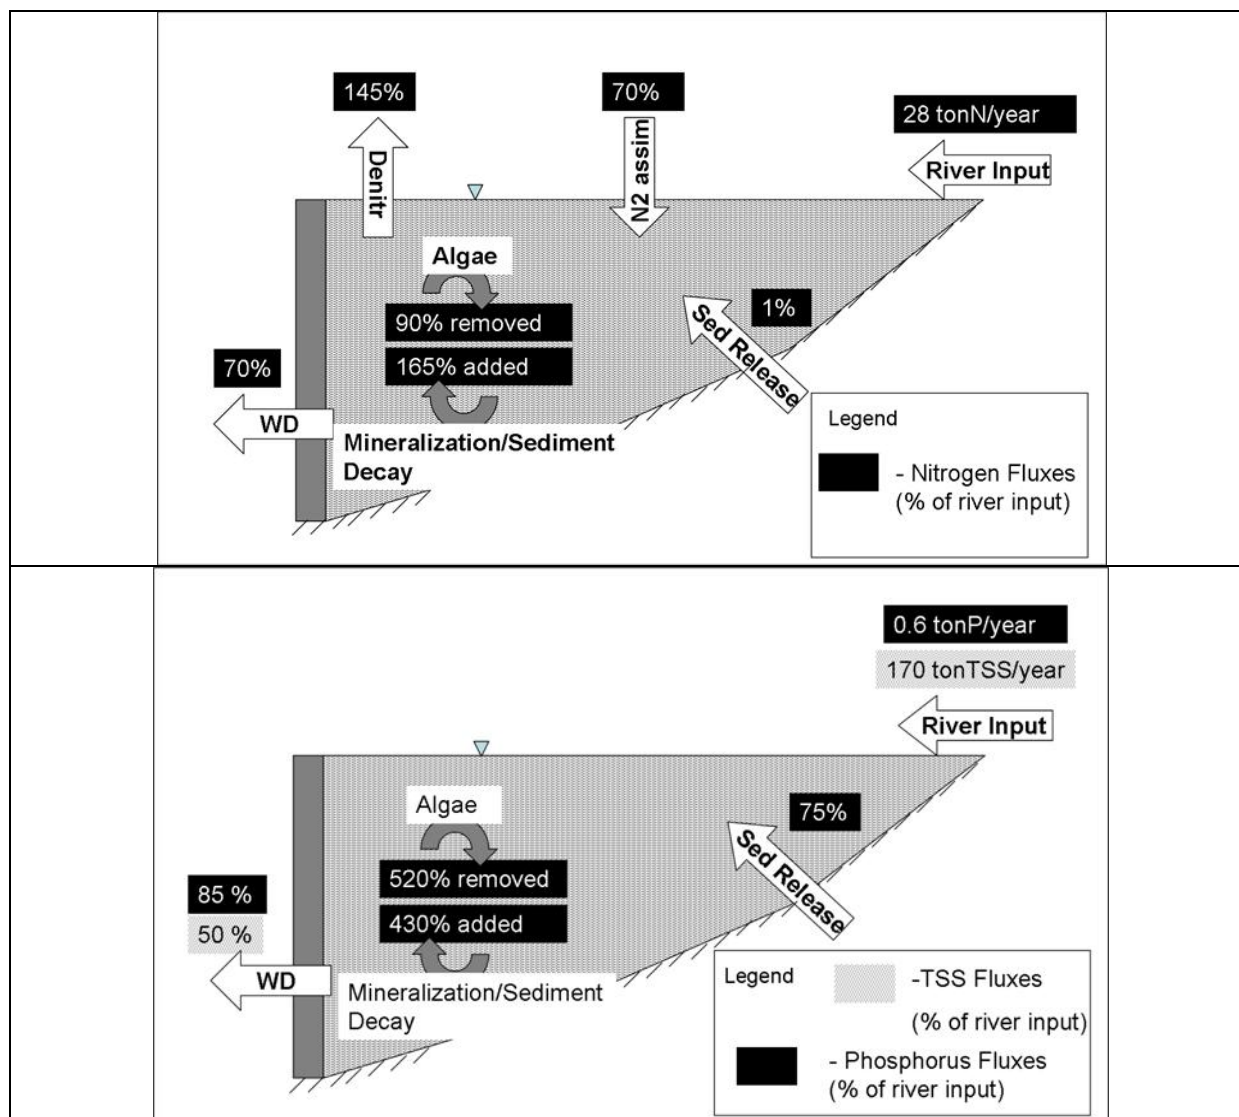 145%
70%
28 tonN/year
Denitr
N2 assim
River Input
Algae
90% removed
165% added
1%
Sed Release
70%
WD
Mineralization/Sediment
Decay
Legend
- Nitrogen Fluxes
(% of river input)
0.6 tonP/year
170 tonTSS/year
River Input
Algae
520% removed
430% added
75%
Sed Release
85 %
50 %
WD
Mineralization/Sediment
Decay
Legend
-TSS Fluxes
(% of river input)
- Phosphorus Fluxes
(% of river input)